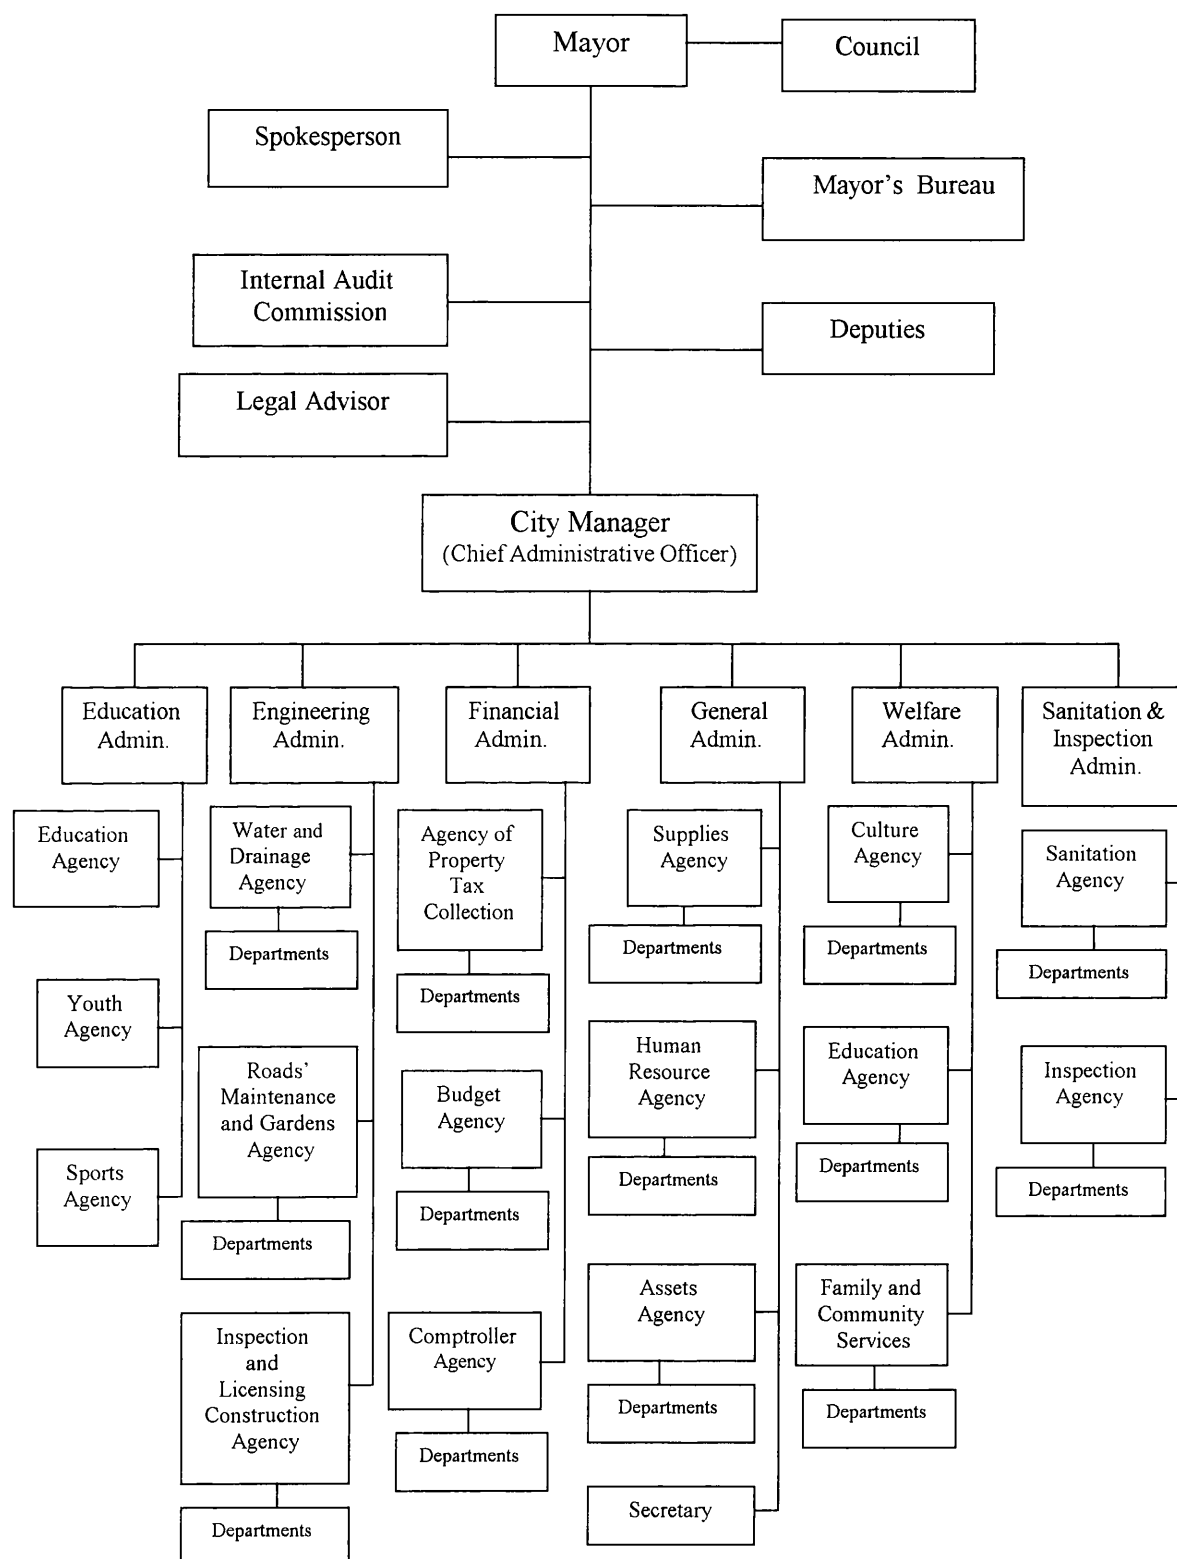 Mayor
Council
Spokesperson
Mayor's Bureau
Internal Audit
Commission
Deputies
Legal Advisor
City Manager
(Chief Administrative Officer)
Education
Admin.
Engineering
Admin.
Financial
Admin.
General
Admin.
Welfare
Admin.
Sanitation &
Inspection
Admin.
Education
Agency
Youth
Agency
Sports
Agency
Water and
Drainage
Agency
Departments
Roads'
Maintenance
and Gardens
Agency
Departments
Inspection
and
Licensing
Construction
Agency
Departments
Agency of
Property
Tax
Collection
Departments
Budget
Agency
Departments
Comptroller
Agency
Departments
Supplies
Agency
Departments
Human
Resource
Agency
Departments
Assets
Agency
Departments
Secretary
Culture
Agency
Departments
Education
Agency
Departments
Family and
Community
Services
Departments
Sanitation
Agency
Departments
Inspection
Agency
Departments